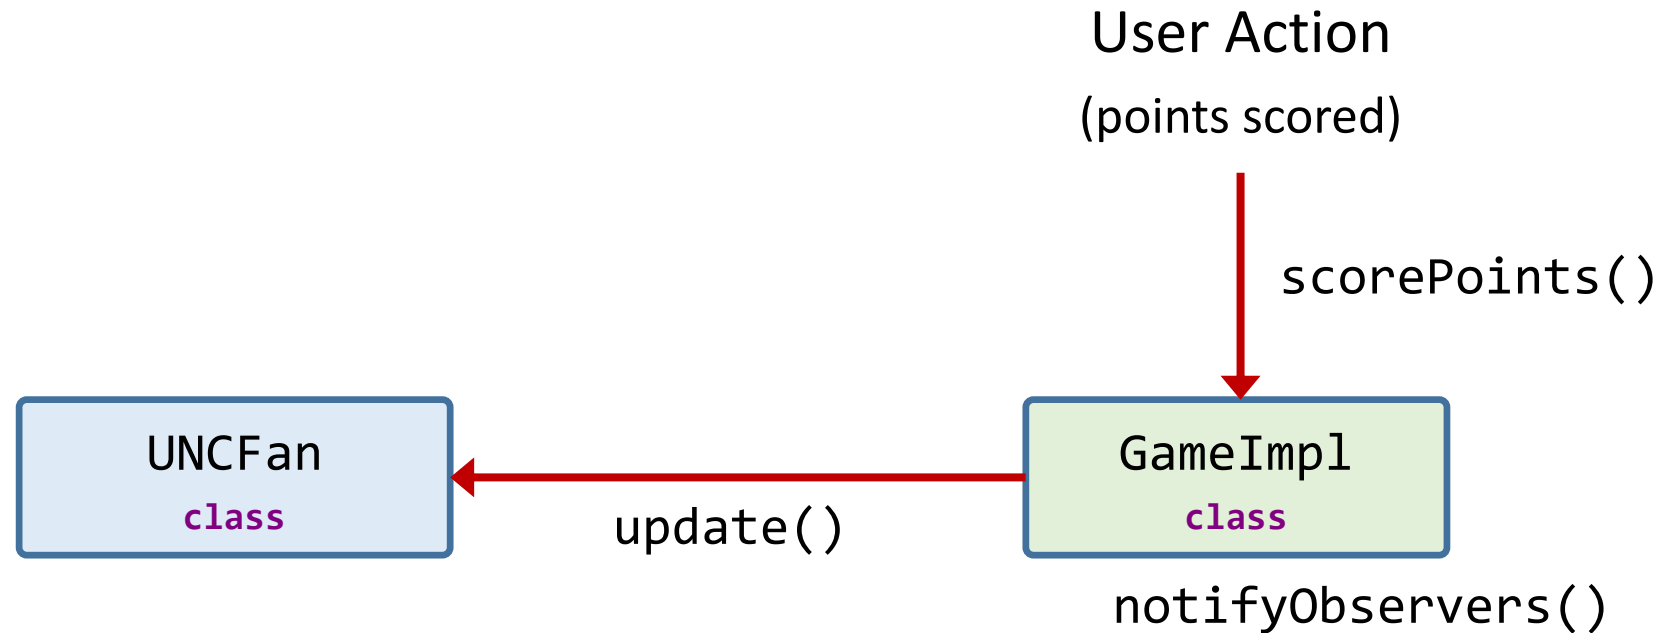 User Action
(points scored)
scorePoints()
UNCFan
class
GameImpl
class
update()
notifyObservers()